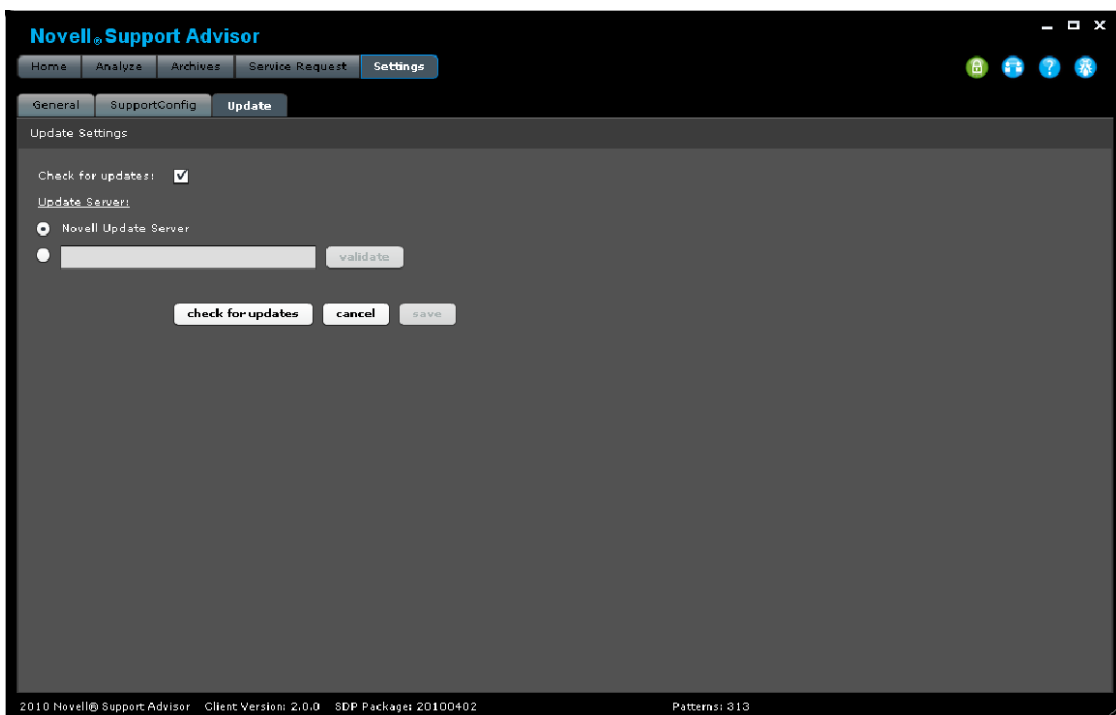 Novell® Support Advisor
Home Analyze Archives Service Request Settings
General SupportConfig Update
Update Settings
Check for updates:
Update Server:
Novell Update Server
validate
check for updates cancel save
2010 Novell® Support Advisor Client Version: 2.0.0 SDP Package: 20100402 Patterns: 313